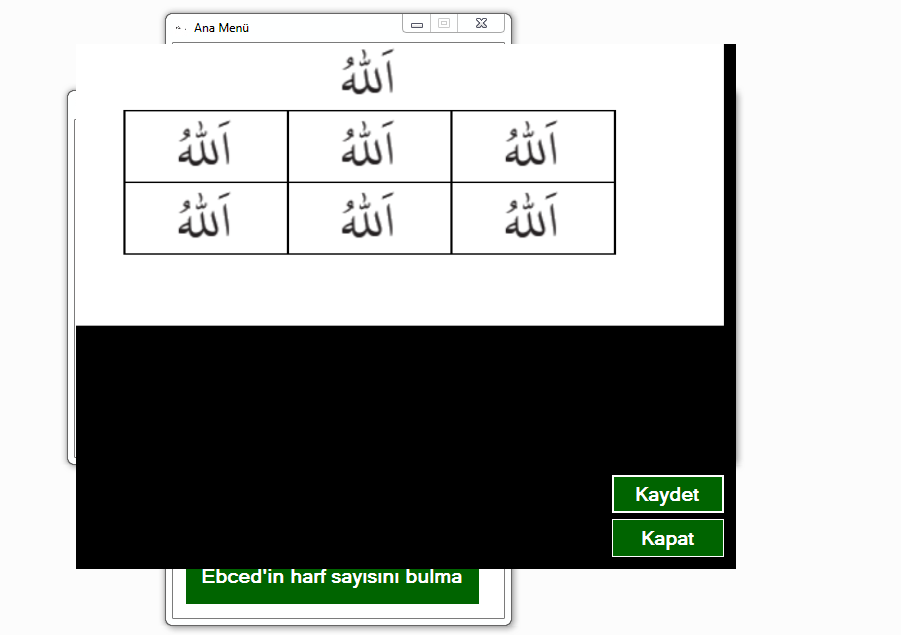 Ana Menü
اَللّٰهُ
اَللّٰهُ اَللّٰهُ اَللّٰهُ
اَللّٰهُ اَللّٰهُ اَللّٰهُ
Kaydet
Kapat
Ebced'in harf sayısını bulma